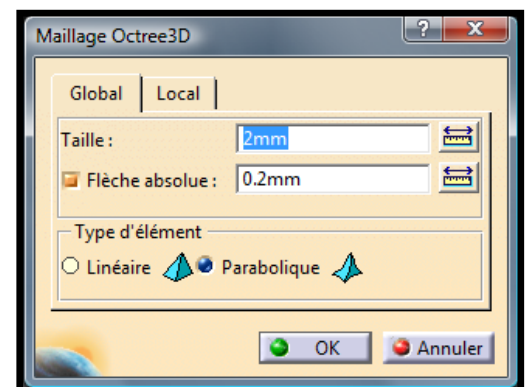 Maillage Octree3D
Global Local
Taille : 2mm
Flèche absolue : 0.2mm
Type d'élément
Linéaire Parabolique
OK Annuler